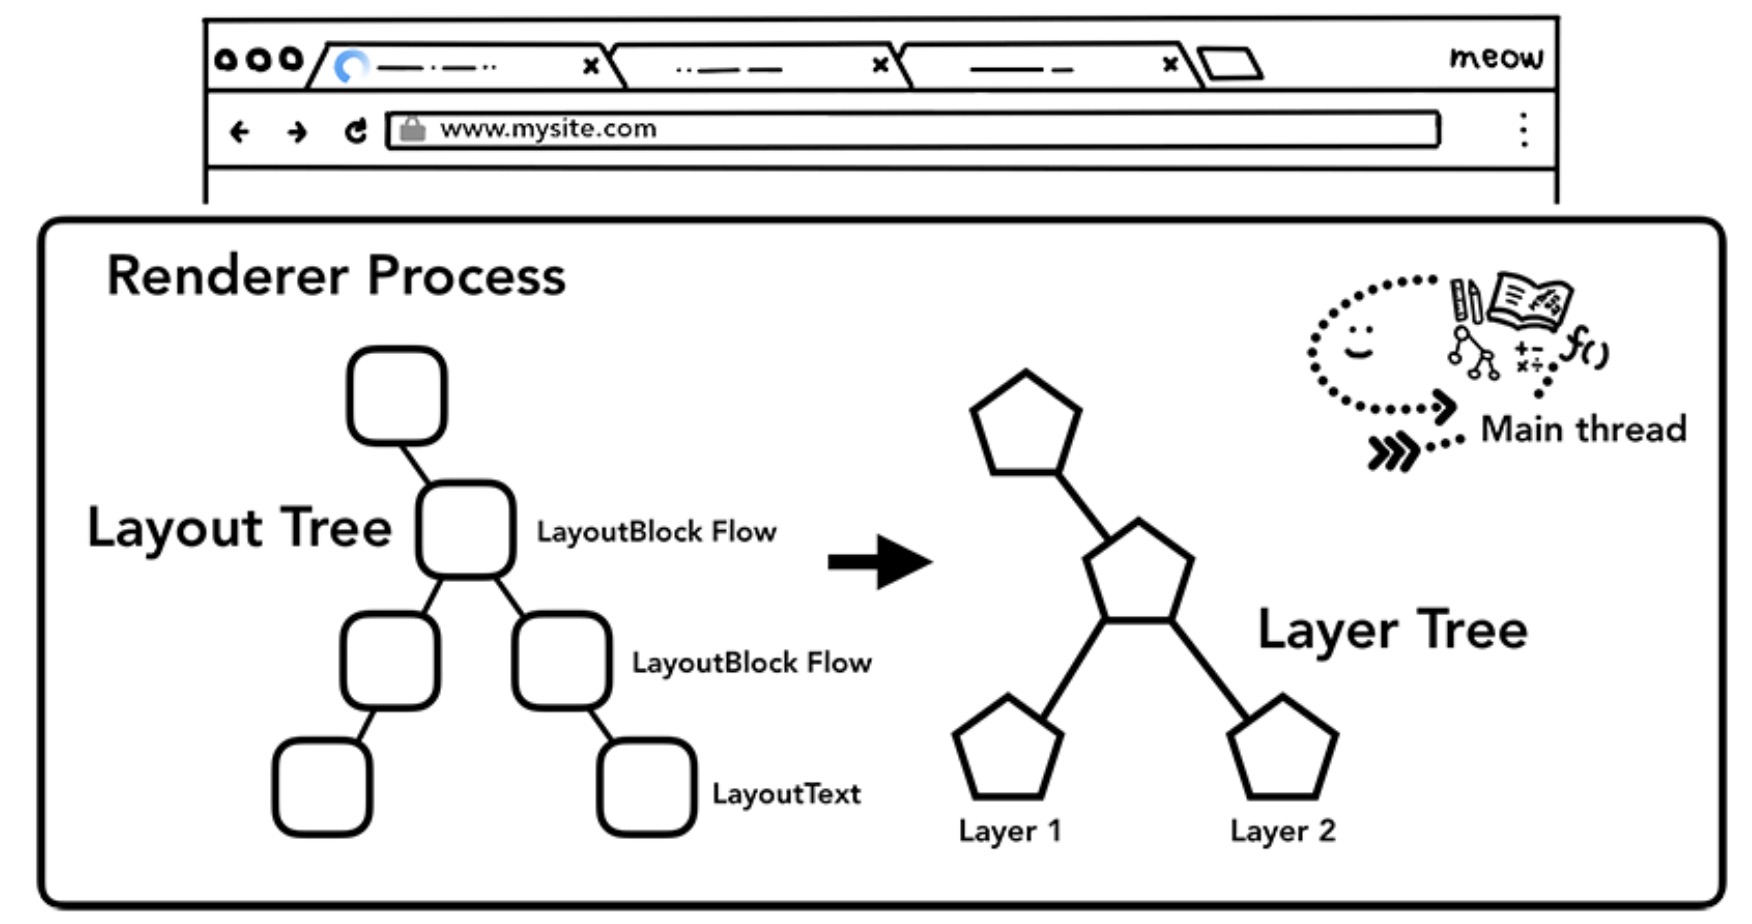 meow
www.mysite.com
Renderer Process
f()
Main thread
Layout Tree
LayoutBlock Flow
LayoutBlock Flow
LayoutText
Layer Tree
Layer 1
Layer 2